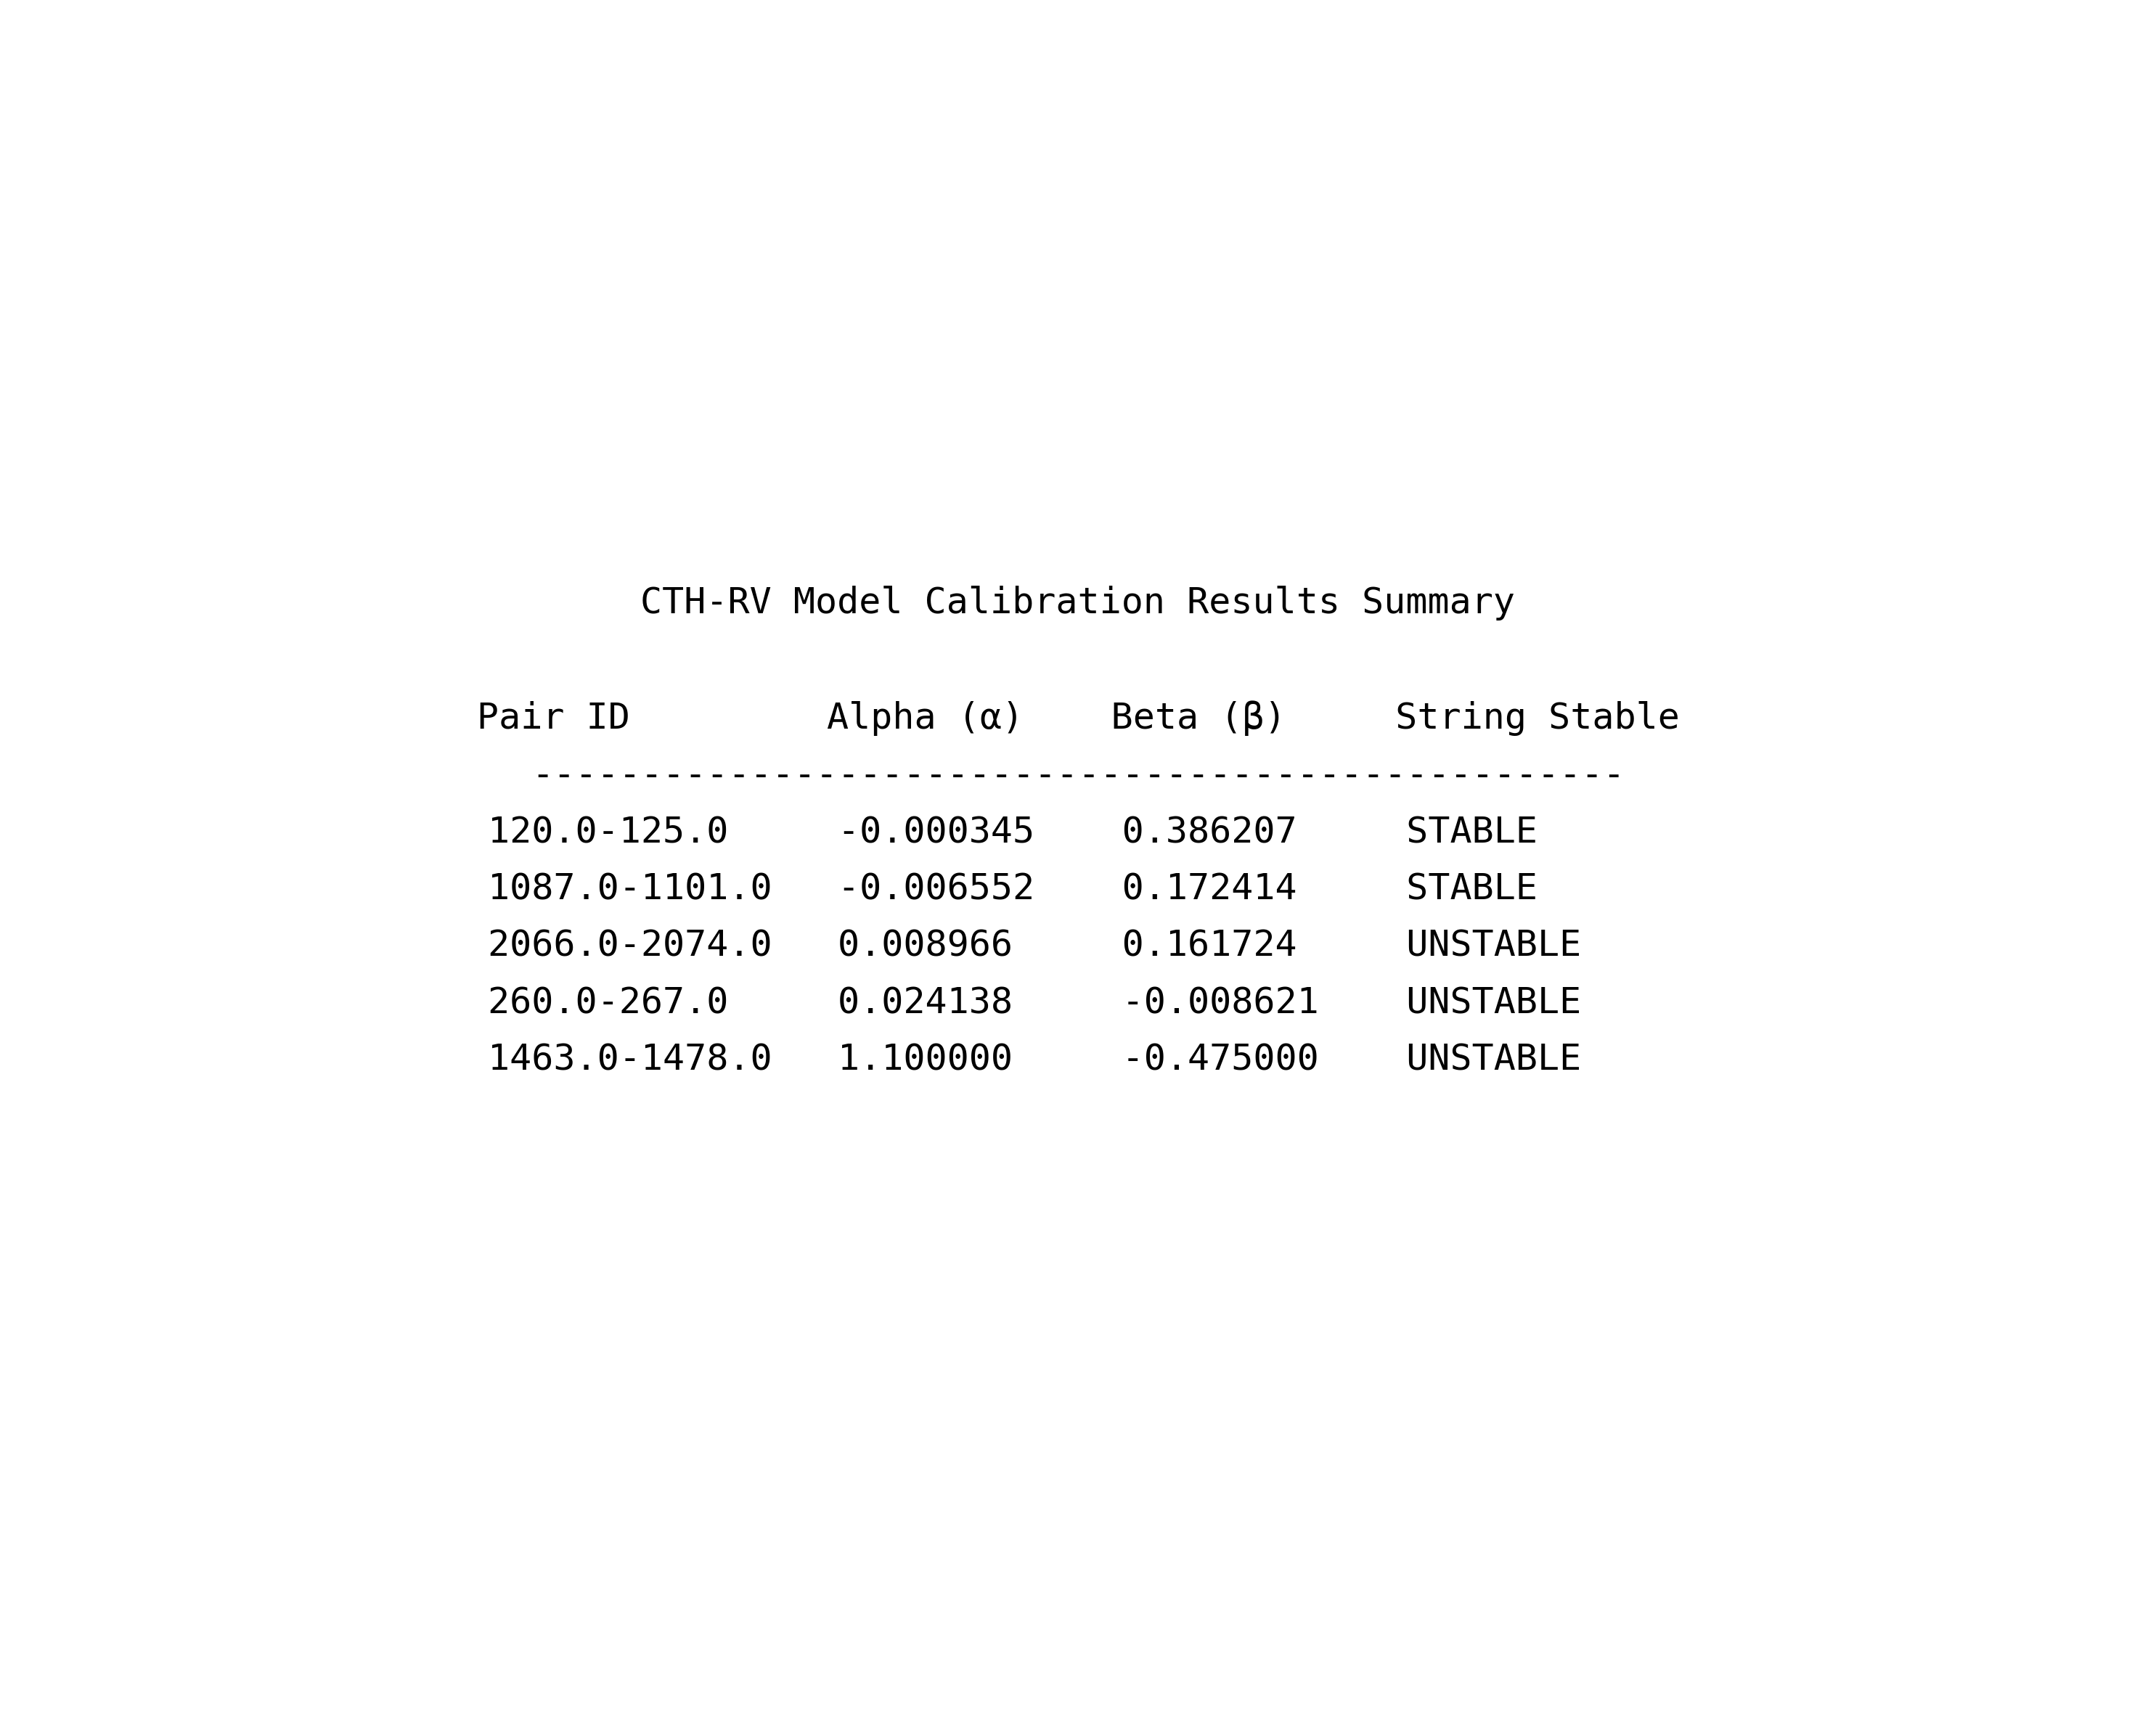 CTH-RV Model Calibration Results Summary
Pair ID         Alpha (α)    Beta (β)     String Stable
--------------------------------------------------
120.0-125.0     -0.000345    0.386207     STABLE
1087.0-1101.0   -0.006552    0.172414     STABLE
2066.0-2074.0   0.008966     0.161724     UNSTABLE
260.0-267.0     0.024138     -0.008621    UNSTABLE
1463.0-1478.0   1.100000     -0.475000    UNSTABLE